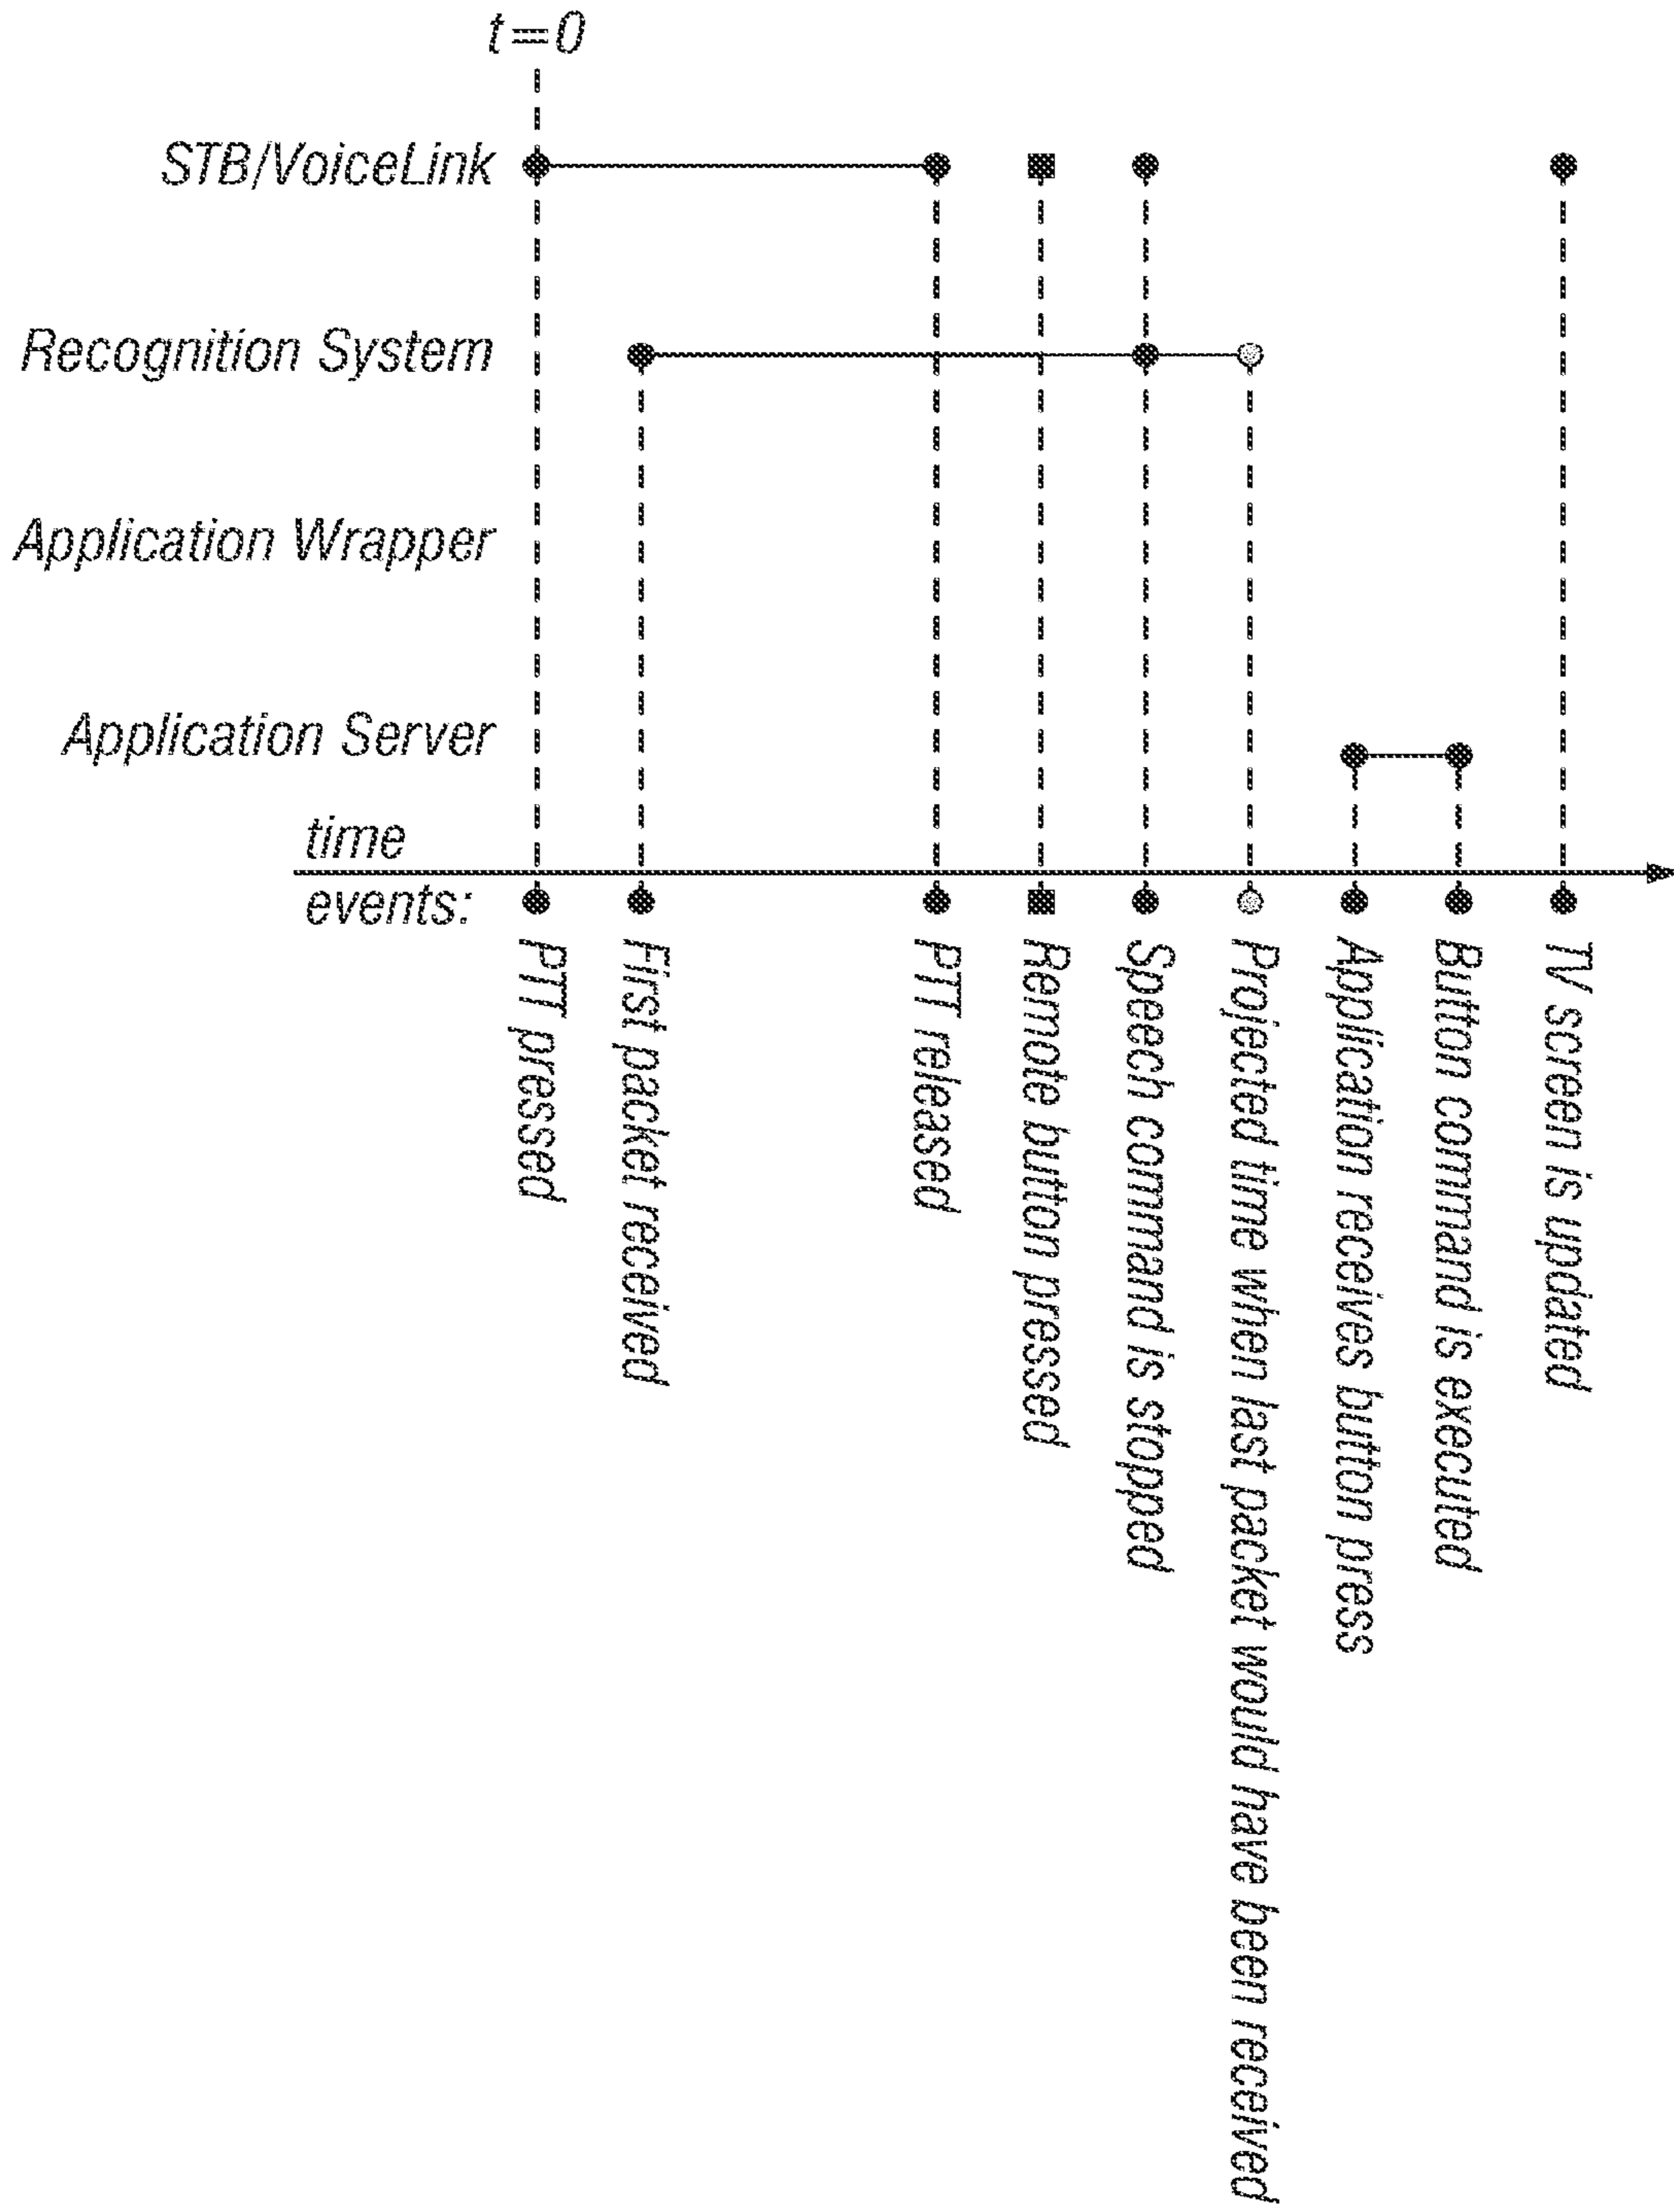 t=0
STB/VoiceLink
Recognition System
Application Wrapper
Application Server
time
events:
PTT pressed
First packet received
PTT released
Remote button pressed
Speech command is stopped
Projected time when last packet would have been received
Application receives button press
Button command is executed
TV screen is updated